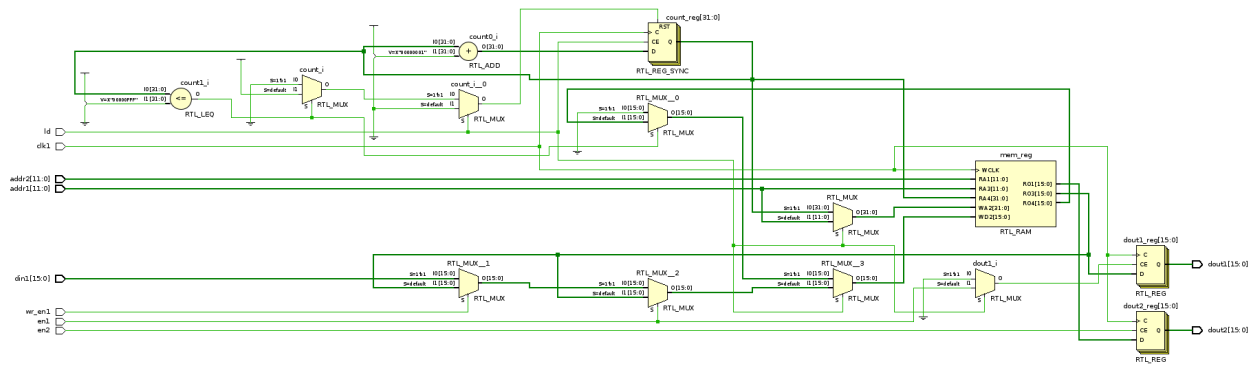 count_reg[31:0]
RST
C
CE
Q
D
RTL_REG_SYNC
count0_i
I0[31:0]
V=X"00000001"
I1[31:0]
+
O[31:0]
RTL_ADD
count1_i
I0[31:0]
V=X"00000FFF"
I1[31:0]
<=
O
RTL_LEQ
count_i
S=1'b1
I0
S=default
I1
O
S
RTL_MUX
count_i__0
S=1'b1
I0
S=default
I1
O
S
RTL_MUX
RTL_MUX__0
S=1'b1
I0[15:0]
S=default
I1[15:0]
O[15:0]
S
RTL_MUX
ld
clk1
addr2[11:0]
addr1[11:0]
mem_reg
WCLK
RA1[11:0]
RA3[11:0]
RA4[31:0]
WA2[31:0]
WD2[15:0]
RO1[15:0]
RO3[15:0]
RO4[15:0]
RTL_RAM
RTL_MUX
S=1'b1
I0[31:0]
S=default
I1[11:0]
O[31:0]
S
RTL_MUX
din1[15:0]
RTL_MUX__1
S=1'b1
I0[15:0]
S=default
I1[15:0]
O[15:0]
S
RTL_MUX
RTL_MUX__2
S=1'b1
I0[15:0]
S=default
I1[15:0]
O[15:0]
S
RTL_MUX
RTL_MUX__3
S=1'b1
I0[15:0]
S=default
I1[15:0]
O[15:0]
S
RTL_MUX
dout1_i
S=1'b1
I0
S=default
I1
O
S
RTL_MUX
dout1_reg[15:0]
C
CE
Q
D
RTL_REG
dout1[15:0]
wr_en1
en1
en2
dout2_reg[15:0]
C
CE
Q
D
RTL_REG
dout2[15:0]